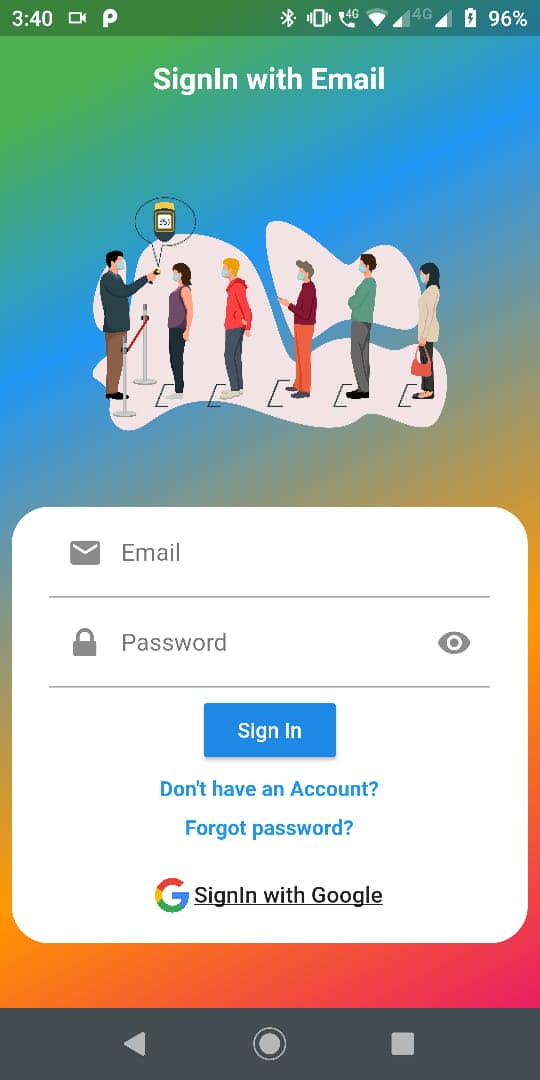 3:40 4G 4G 96%
SignIn with Email
Email
Password
Sign In
Don't have an Account?
Forgot password?
SignIn with Google